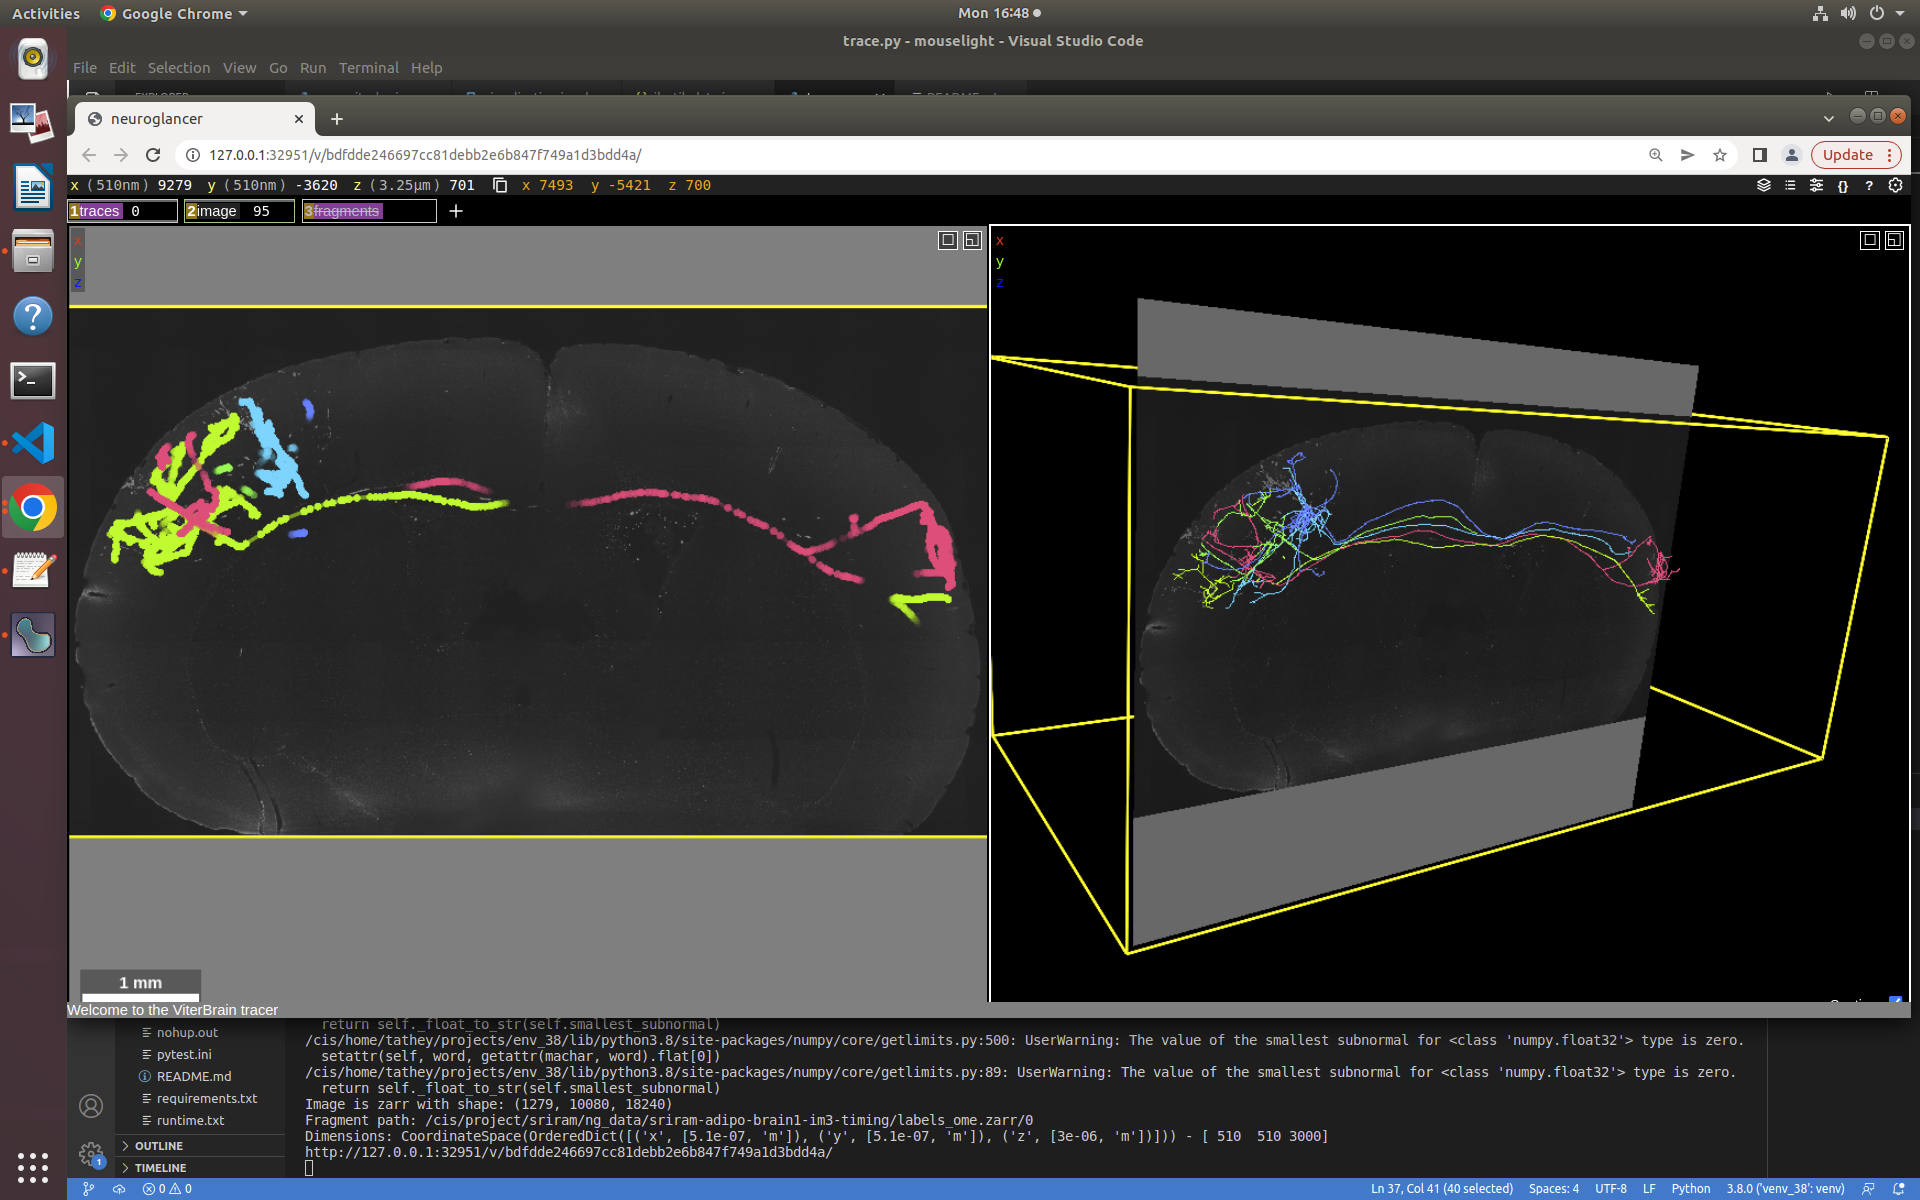 Activities Google Chrome Mon 16:48
trace.py - mouselight - Visual Studio Code
File Edit Selection View Go Run Terminal Help
neuroglancer
127.0.0.1:32951/v/bdfdde246697cc81debb2e6b847f749a1d3bdd4a/
Update
x (510nm) 9279 y (510nm) -3620 z (3.25µm) 701 x 7493 y -5421 z 700
{} ?
1traces 0 2image 95 3fragments +
x
y
z
x
y
z
1 mm
Welcome to the ViterBrain tracer
nohup.out
pytest.ini
README.md
requirements.txt
runtime.txt
OUTLINE
TIMELINE
return self._float_to_str(self.smallest_subnormal)
/cis/home/tathey/projects/env_38/lib/python3.8/site-packages/numpy/core/getlimits.py:500: UserWarning: The value of the smallest subnormal for <class 'numpy.float32'> type is zero.
setattr(self, word, getattr(machar, word).flat[0])
/cis/home/tathey/projects/env_38/lib/python3.8/site-packages/numpy/core/getlimits.py:89: UserWarning: The value of the smallest subnormal for <class 'numpy.float32'> type is zero.
return self._float_to_str(self.smallest_subnormal)
Image is zarr with shape: (1279, 10080, 18240)
Fragment path: /cis/project/sriram/ng_data/sriram-adipo-brain1-im3-timing/labels_ome.zarr/0
Dimensions: CoordinateSpace(OrderedDict([('x', [5.1e-07, 'm']), ('y', [5.1e-07, 'm']), ('z', [3e-06, 'm'])])) - [ 510  510 3000]
http://127.0.0.1:32951/v/bdfdde246697cc81debb2e6b847f749a1d3bdd4a/
1
0 0 Ln 37, Col 41 (40 selected) Spaces: 4 UTF-8 LF Python 3.8.0 ('venv_38': venv)